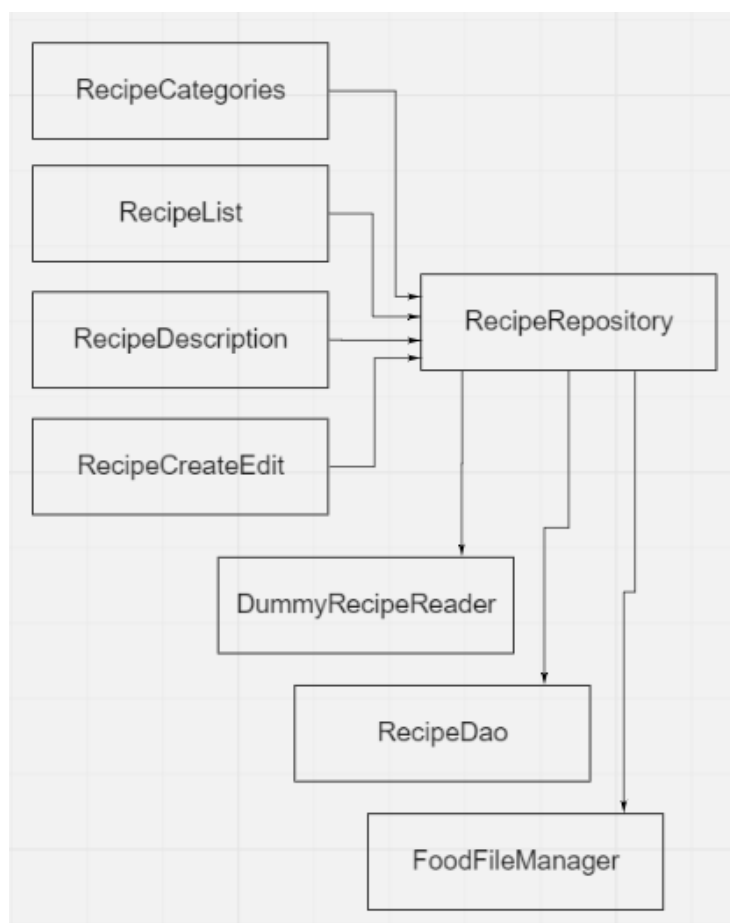 RecipeCategories
RecipeList
RecipeDescription
RecipeCreateEdit
RecipeRepository
DummyRecipeReader
RecipeDao
FoodFileManager